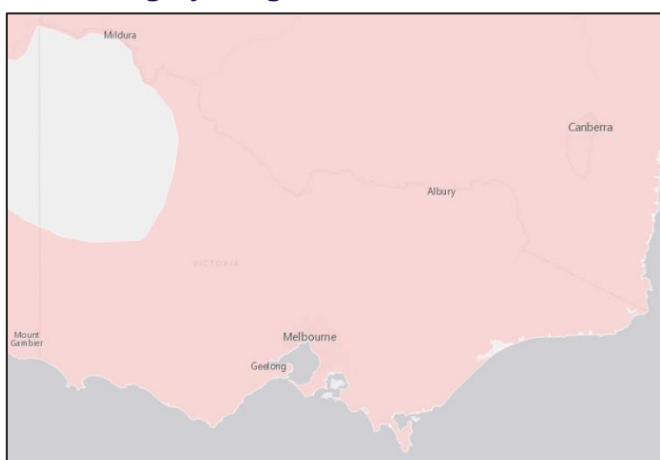 Mildura
Canberra
Albury
VICTORIA
Mount
Gambier
Melbourne
Geelong